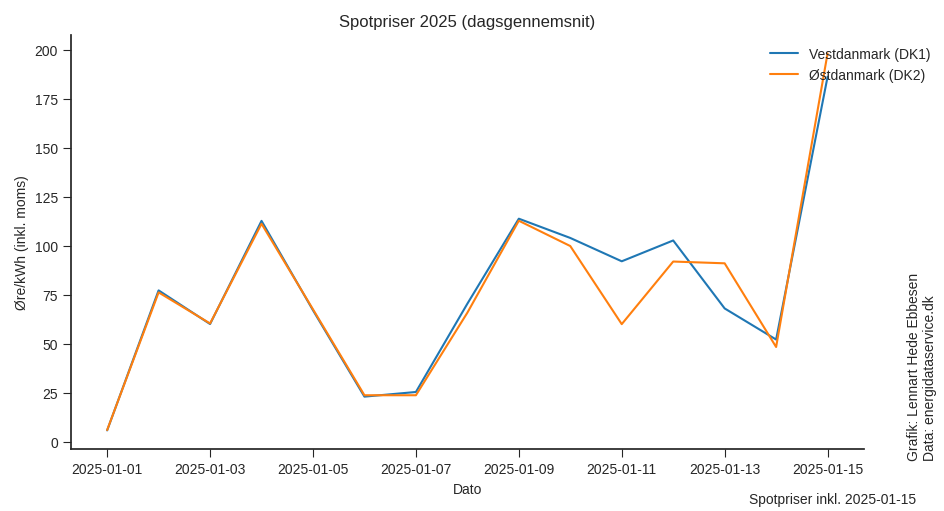 Spotpriser 2025 (dagsgennemsnit)
Vestdanmark (DK1)
Østdanmark (DK2)
Øre/kWh (inkl. moms)
200
175
150
125
100
75
50
25
0
2025-01-01
2025-01-03
2025-01-05
2025-01-07
2025-01-09
2025-01-11
2025-01-13
2025-01-15
Dato
Grafik: Lennart Hede Ebbesen
Data: energidataservice.dk
Spotpriser inkl. 2025-01-15